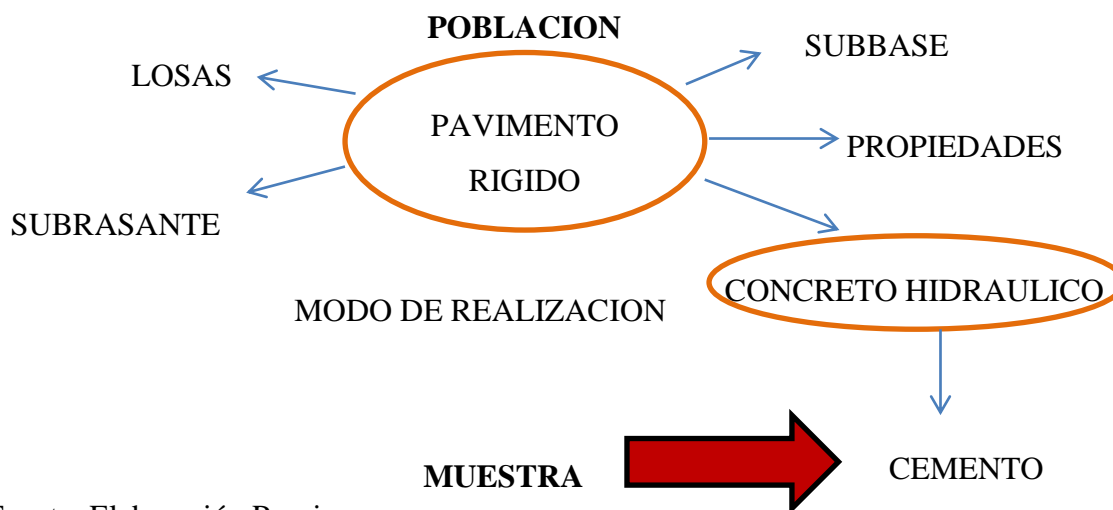 POBLACION
SUBBASE
LOSAS
PAVIMENTO
RIGIDO
PROPIEDADES
SUBRASANTE
CONCRETO HIDRAULICO
MODO DE REALIZACION
MUESTRA
CEMENTO